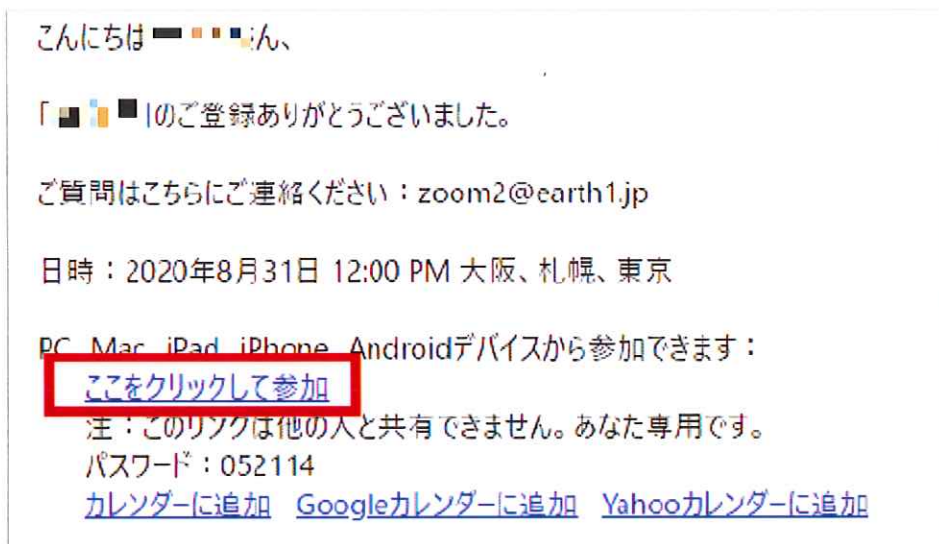 こんにちは ん、
「 」のご登録ありがとうございました。
ご質問はこちらにご連絡ください：zoom2@earth1.jp
日時：2020年8月31日 12:00 PM 大阪、札幌、東京
PC Mac iPad iPhone Androidデバイスから参加できます：
ここをクリックして参加
注：このリンクは他の人と共有できません。あなた専用です。
パスワード：052114
カレンダーに追加 Googleカレンダーに追加 Yahooカレンダーに追加